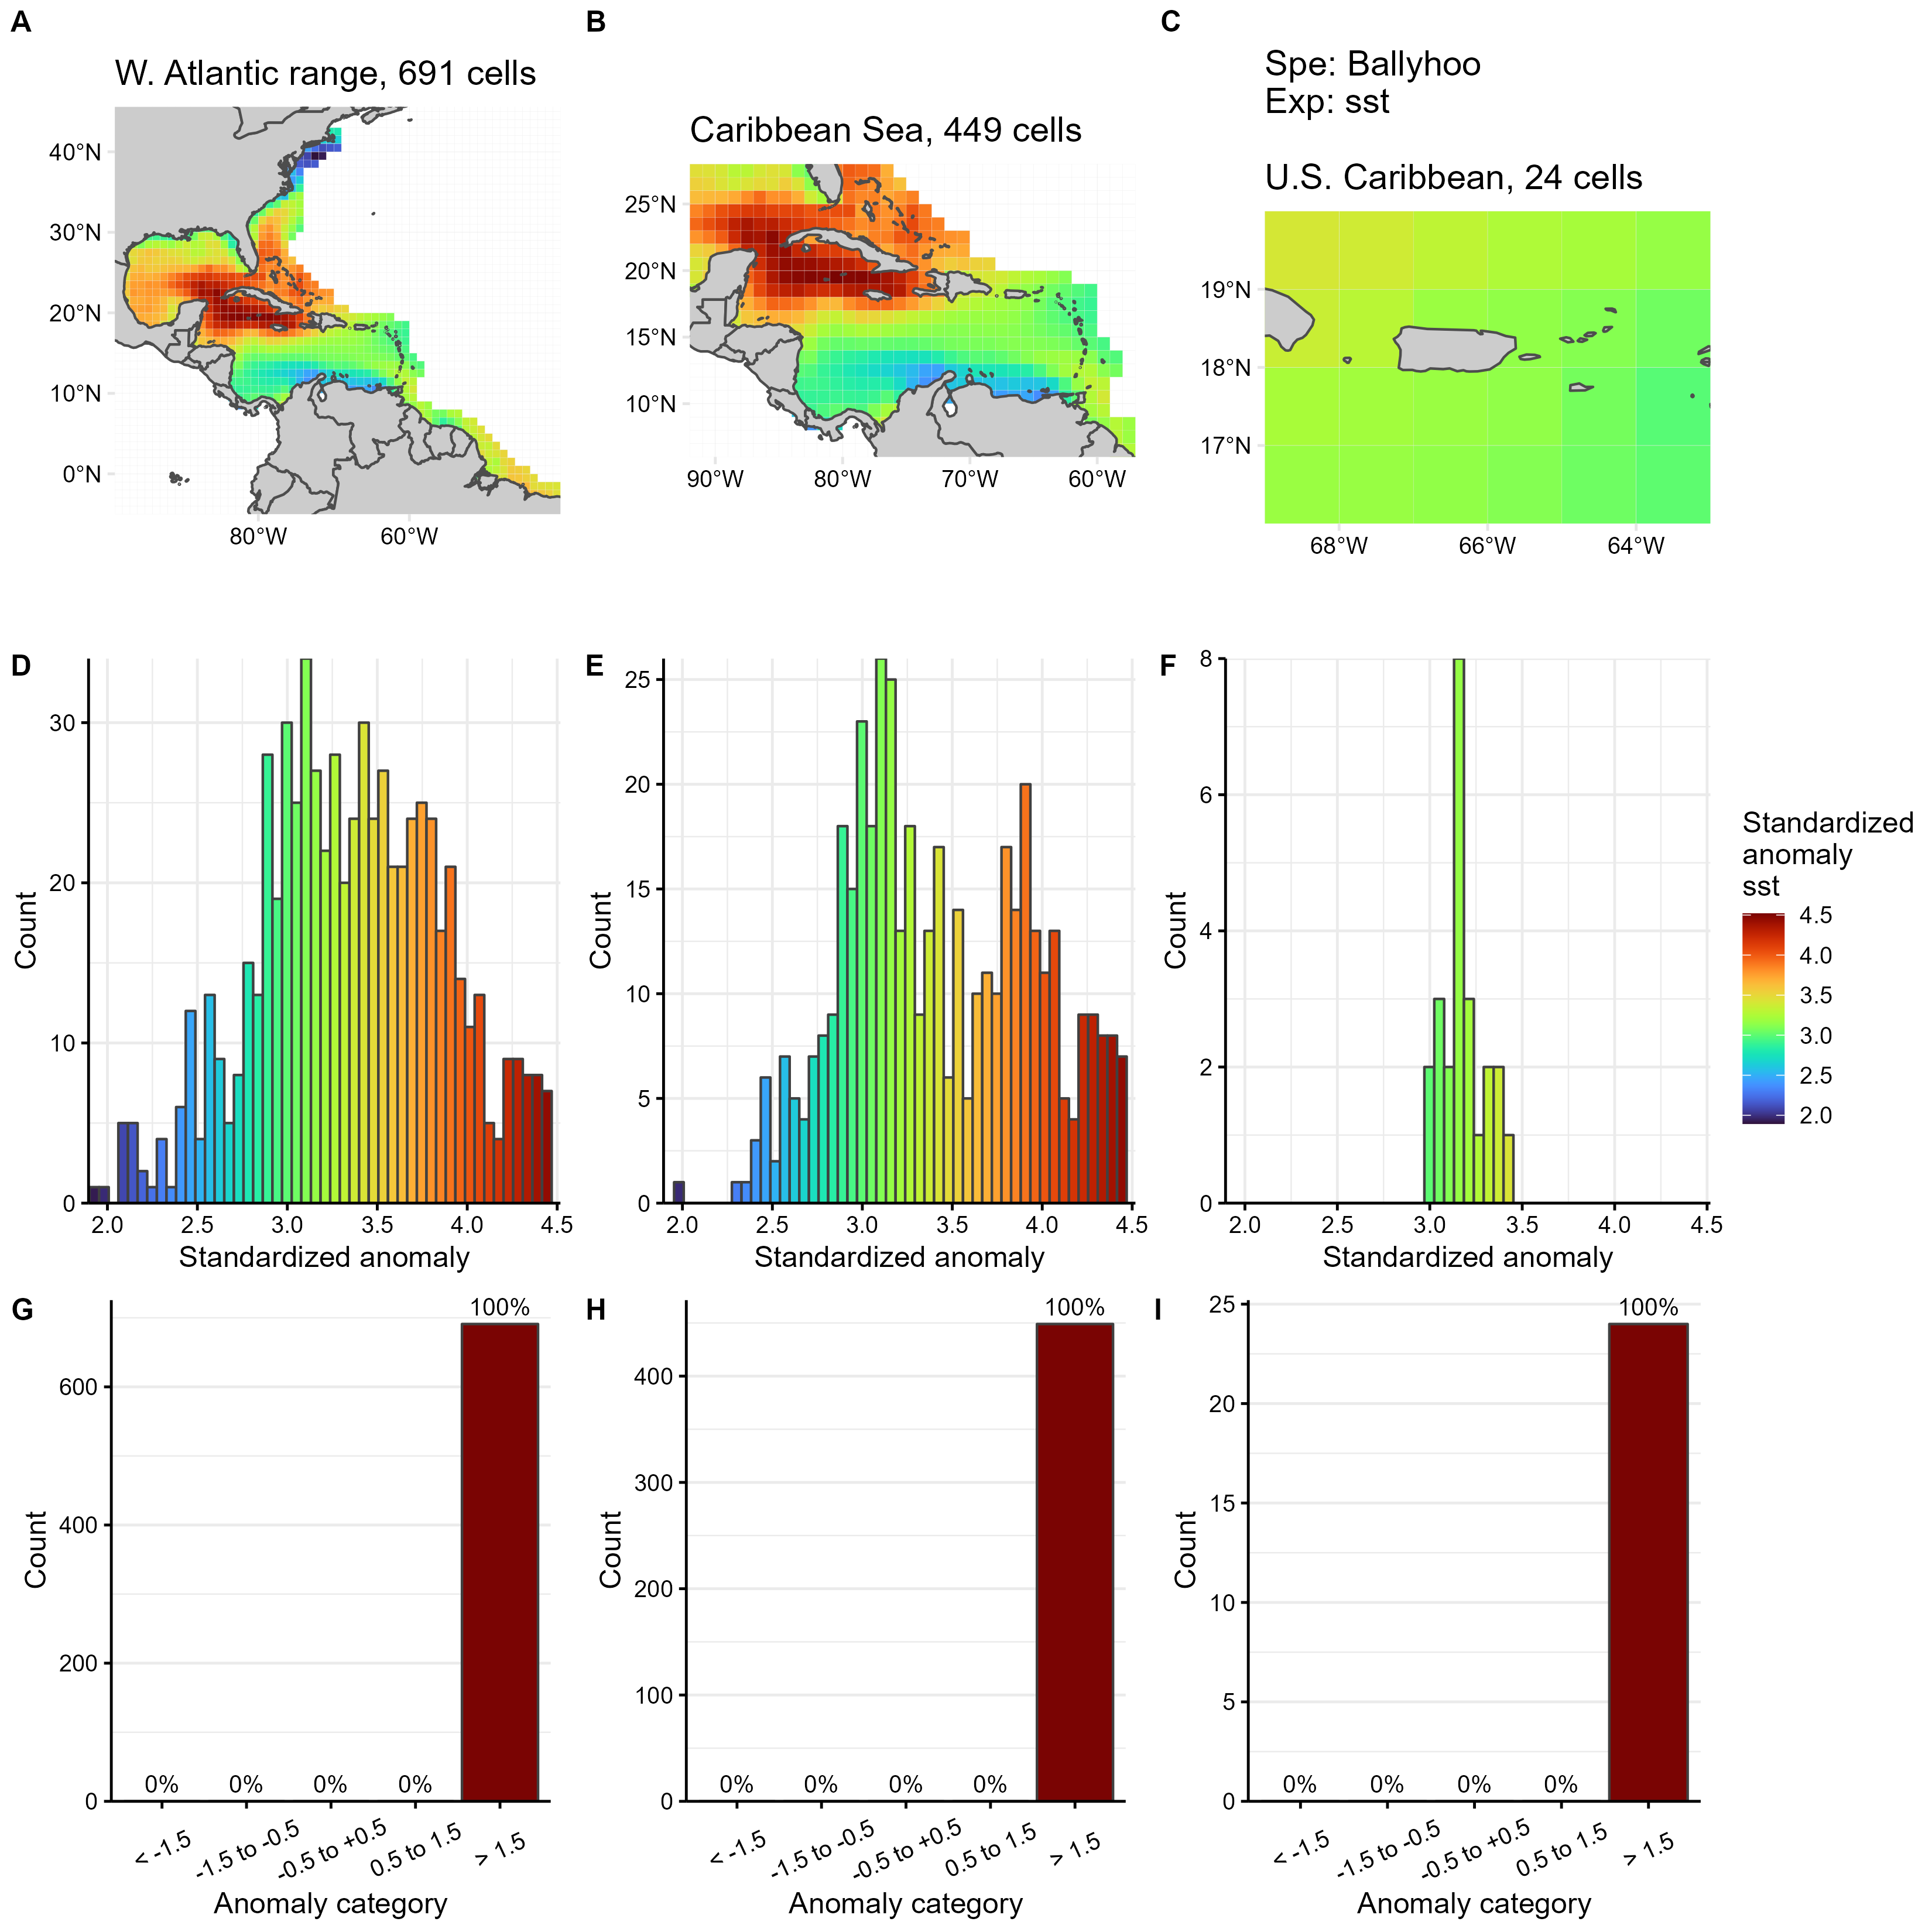 A
B
C
W. Atlantic range, 691 cells
Caribbean Sea, 449 cells
Spe: Ballyhoo
Exp: sst
U.S. Caribbean, 24 cells
40°N
30°N
20°N
10°N
0°N
80°W
60°W
25°N
20°N
15°N
10°N
90°W
80°W
70°W
60°W
19°N
18°N
17°N
68°W
66°W
64°W
D
Count
30
20
10
0
2.0
2.5
3.0
3.5
4.0
4.5
Standardized anomaly
E
Count
25
20
15
10
5
0
2.0
2.5
3.0
3.5
4.0
4.5
Standardized anomaly
F
Count
8
6
4
2
0
2.0
2.5
3.0
3.5
4.0
4.5
Standardized anomaly
Standardized
anomaly
sst
4.5
4.0
3.5
3.0
2.5
2.0
G
Count
600
400
200
0
0%
0%
0%
0%
100%
< -1.5
-1.5 to -0.5
-0.5 to +0.5
0.5 to 1.5
> 1.5
Anomaly category
H
Count
400
300
200
100
0
0%
0%
0%
0%
100%
< -1.5
-1.5 to -0.5
-0.5 to +0.5
0.5 to 1.5
> 1.5
Anomaly category
I
Count
25
20
15
10
5
0
0%
0%
0%
0%
100%
< -1.5
-1.5 to -0.5
-0.5 to +0.5
0.5 to 1.5
> 1.5
Anomaly category